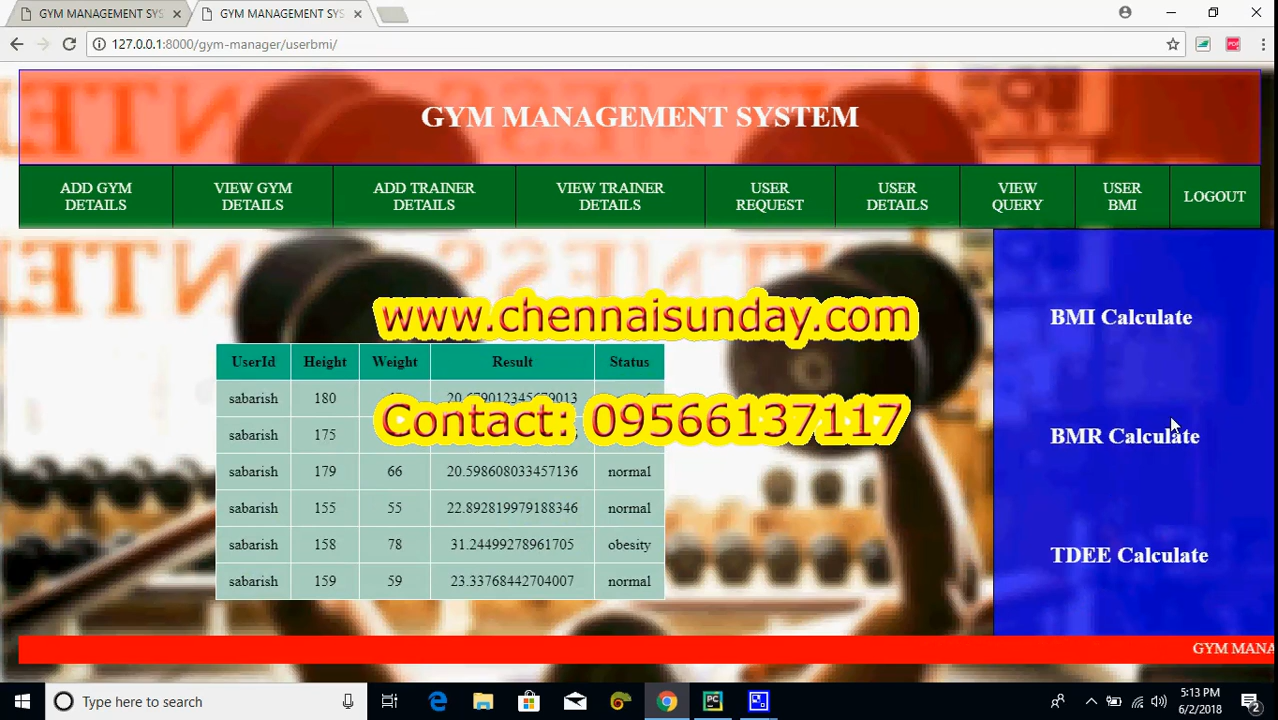 GYM MANAGEMENT SYS
GYM MANAGEMENT SYS
127.0.0.1:8000/gym-manager/userbmi/
GYM MANAGEMENT SYSTEM
ADD GYM DETAILS
VIEW GYM DETAILS
ADD TRAINER DETAILS
VIEW TRAINER DETAILS
USER REQUEST
USER DETAILS
VIEW QUERY
USER BMI
LOGOUT
BMI Calculate
BMR Calculate
TDEE Calculate
www.chennaisunday.com
Contact: 09566137117
UserId Height Weight Result Status
sabarish 180
sabarish 175
sabarish 179 66 20.598608033457136 normal
sabarish 155 55 22.892819979188346 normal
sabarish 158 78 31.24499278961705 obesity
sabarish 159 59 23.33768442704007 normal
GYM MANA
Type here to search
5:13 PM
6/2/2018
2